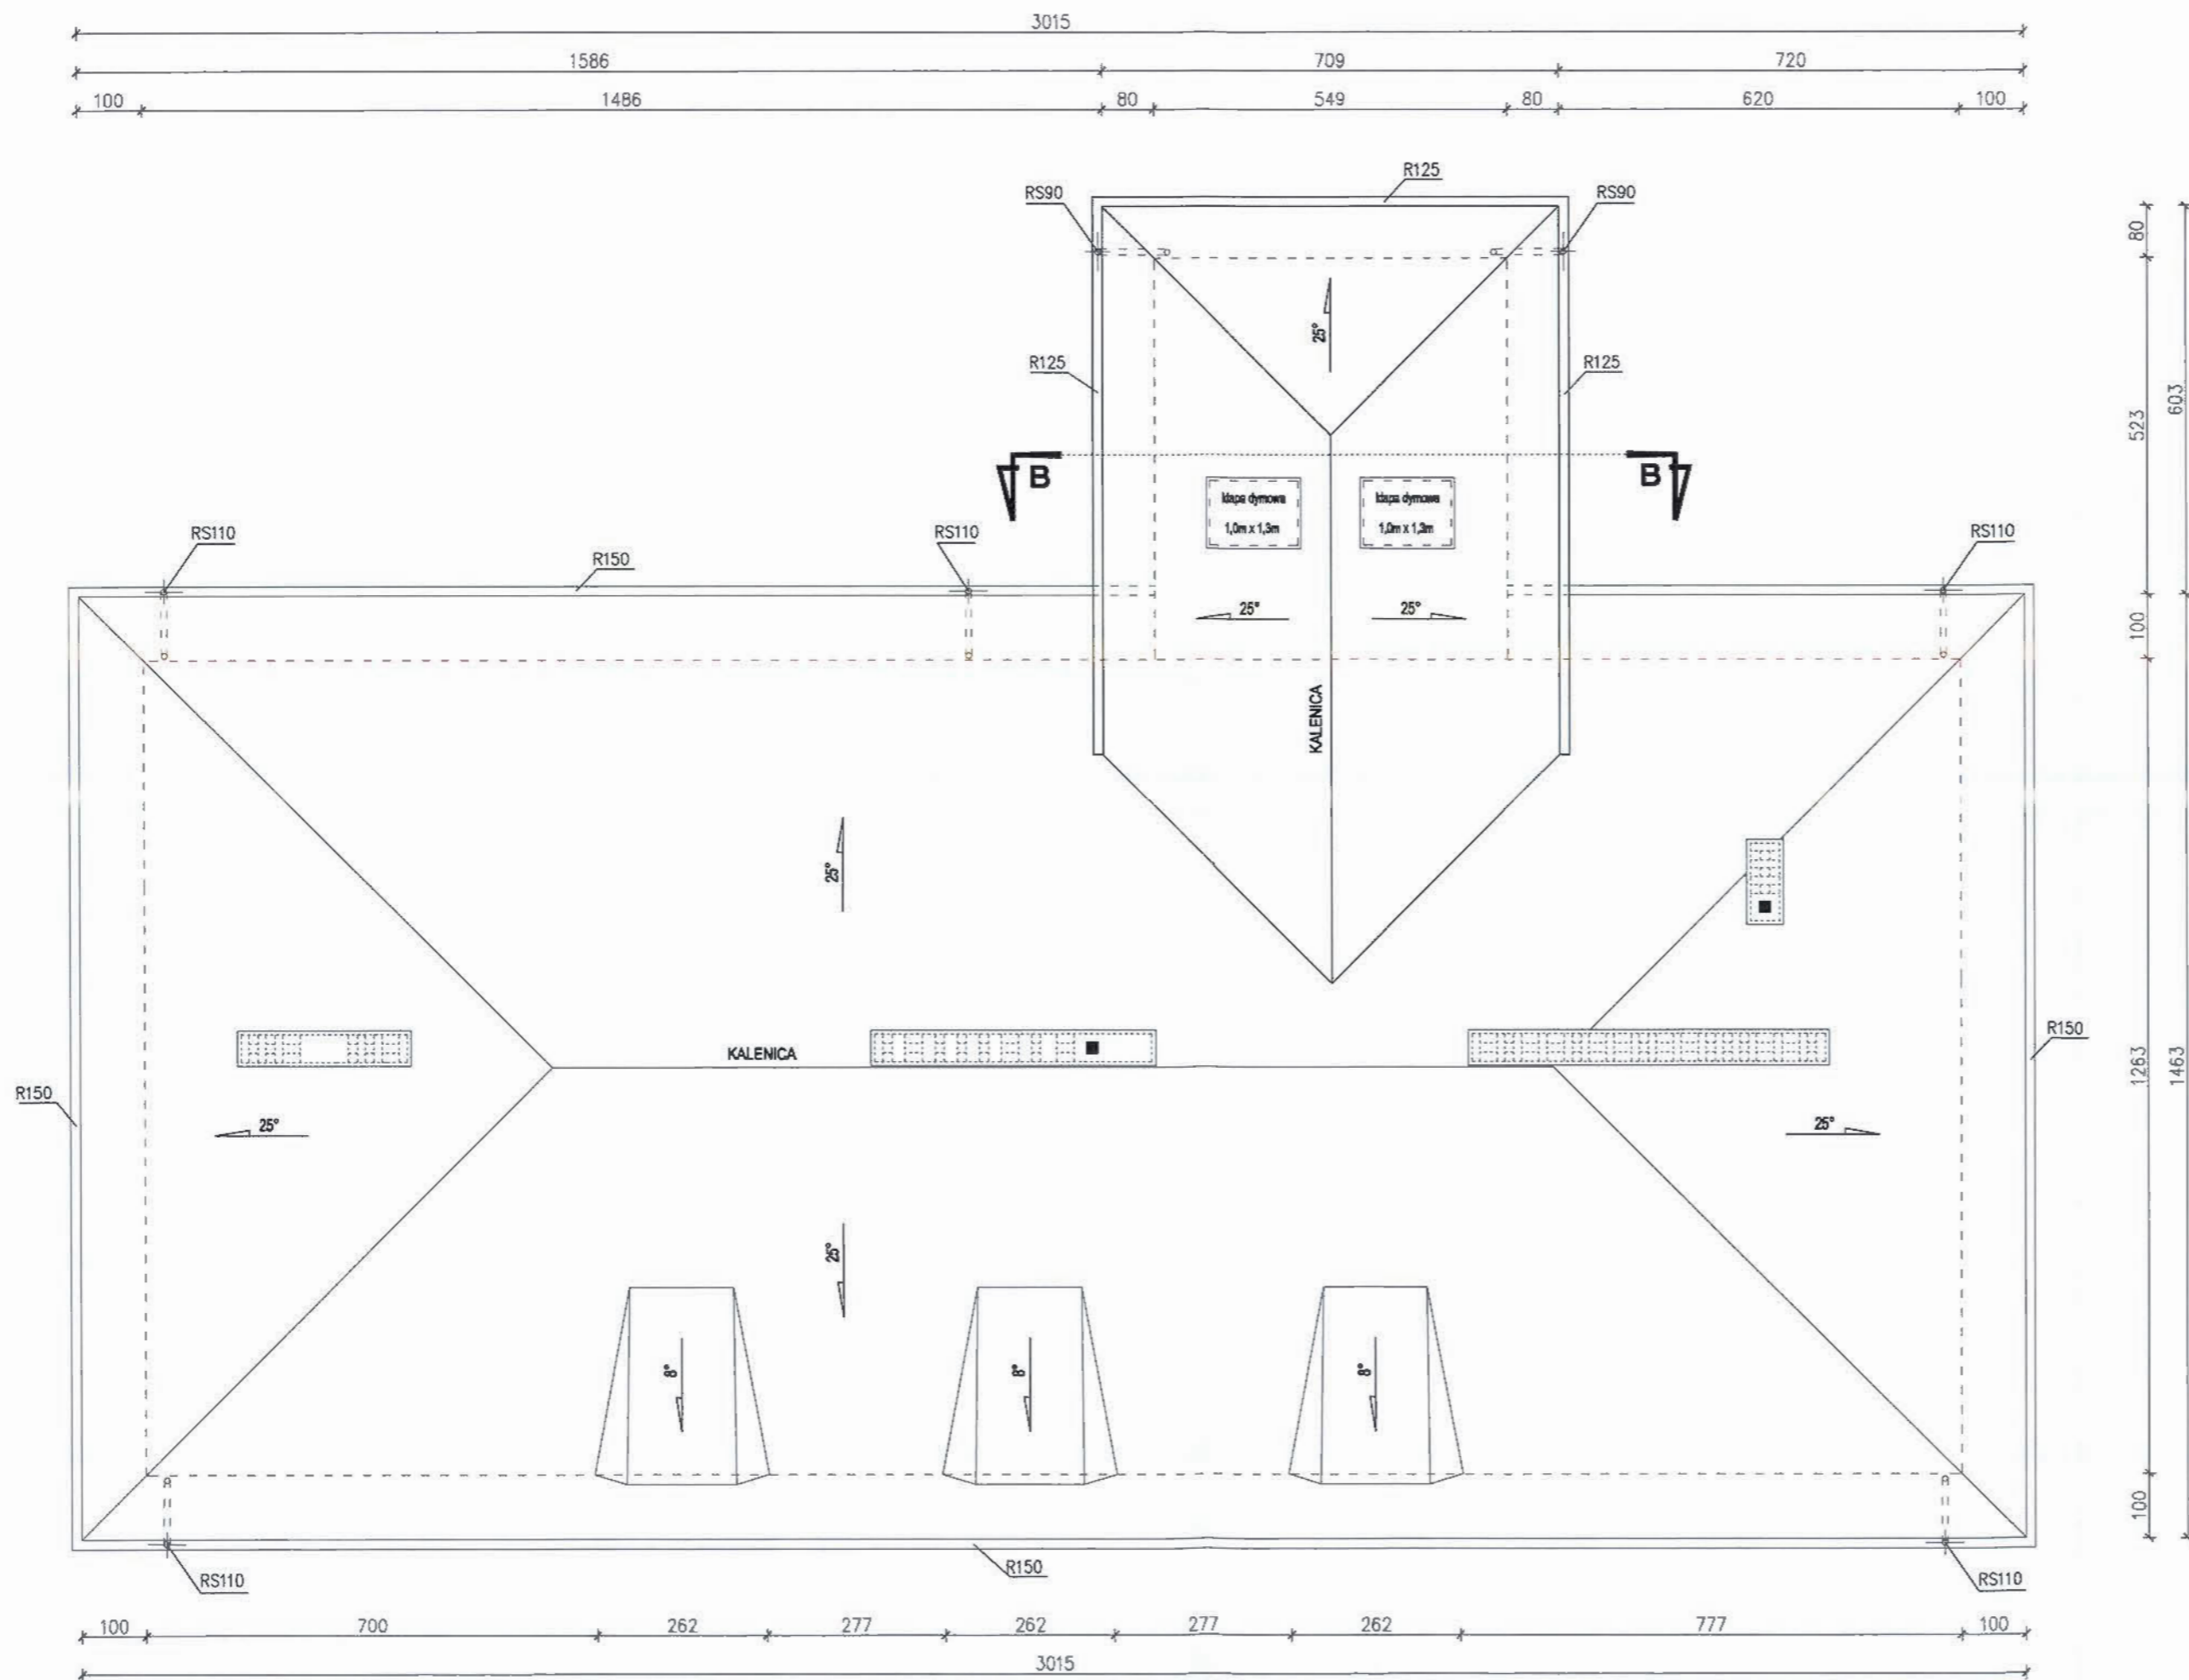 3015
1586 709 720
100 1486 80 549 80 620 100
R125
RS90 RS90
80
25°
R125 R125
603
523
B B
klapa dymowa klapa dymowa
1,0m x 1,3m 1,0m x 1,3m
RS110 RS110 RS110
R150
25° 25°
100
KALENICA
25°
R150
KALENICA
1263 1463
R150
25° 25°
25°
8° 8° 8°
100
R150
RS110 RS110
100 700 262 277 262 277 262 777 100
3015